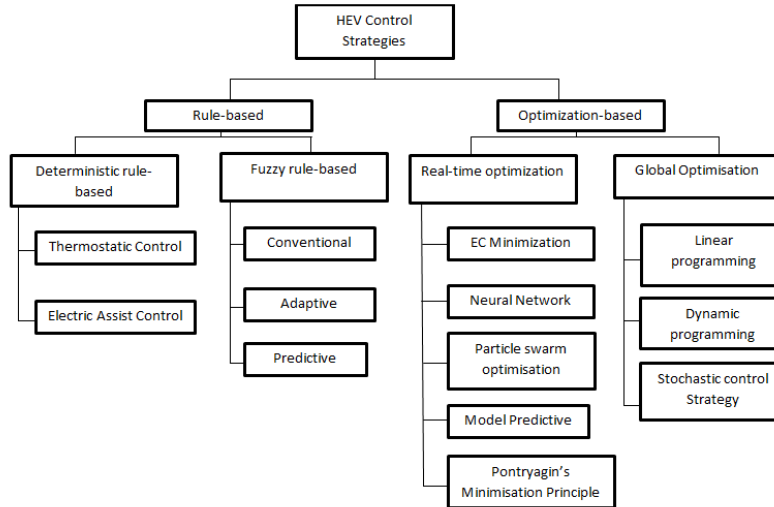 HEV Control
Strategies
Rule-based
Optimization-based
Deterministic rule-
based
Fuzzy rule-based
Real-time optimization
Global Optimisation
Thermostatic Control
Electric Assist Control
Conventional
Adaptive
Predictive
EC Minimization
Neural Network
Particle swarm
optimisation
Model Predictive
Pontryagin's
Minimisation Principle
Linear
programming
Dynamic
programming
Stochastic control
Strategy